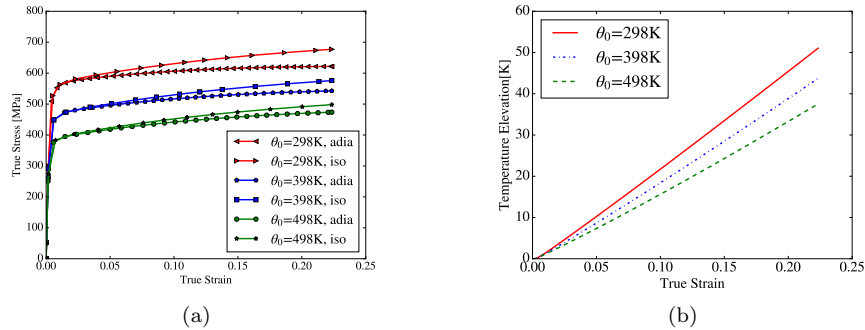 800
700
600
500
400
300
200
100
0
True Stress [MPa]
0.00 0.05 0.10 0.15 0.20 0.25
True Strain
θ₀=298K, adia
θ₀=298K, iso
θ₀=398K, adia
θ₀=398K, iso
θ₀=498K, adia
θ₀=498K, iso
(a)
60
50
40
30
20
10
0
Temperature Elevation[K]
0.00 0.05 0.10 0.15 0.20 0.25
True Strain
θ₀=298K
θ₀=398K
θ₀=498K
(b)